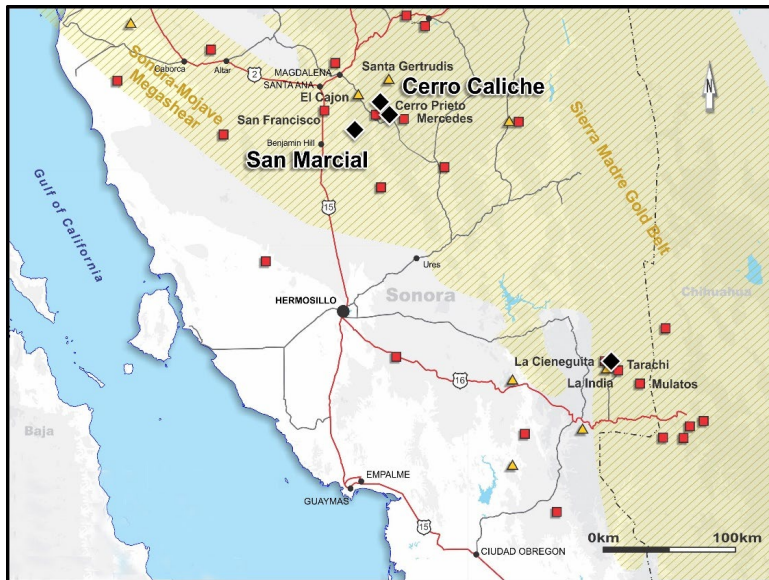 Sonora-Mojave
Megashear
Caborca
Altar
2
MAGDALENA
SANTA ANA
Santa Gertrudis
El Cajon
Cerro Caliche
Cerro Prieto
Mercedes
San Francisco
Benjamin Hill
San Marcial
N
Sierra Madre Gold Belt
Gulf of California
15
Ures
HERMOSILLO
Sonora
Chihuahua
La Cieneguita
Tarachi
La India
Mulatos
16
Baja
EMPALME
GUAYMAS
15
CIUDAD OBREGON
0km
100km